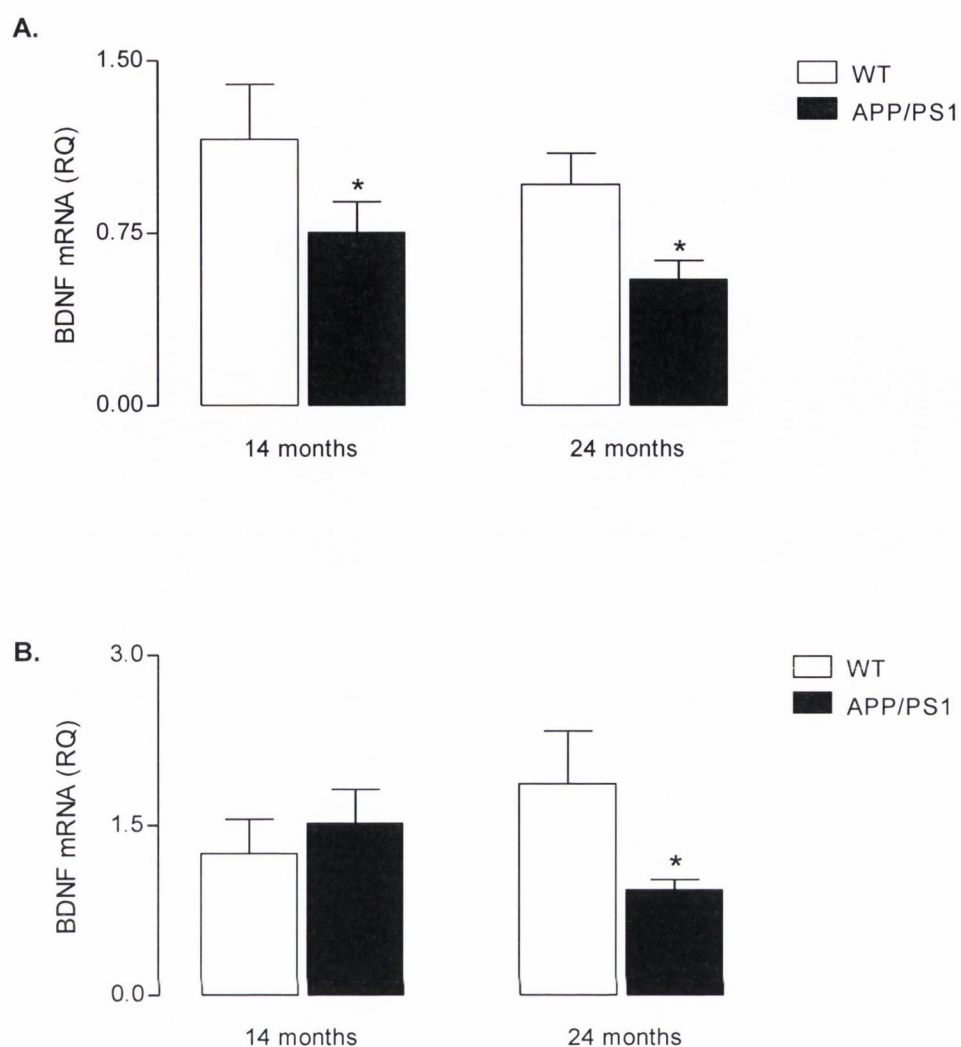 A.
BDNF mRNA (RQ)
1.50
0.75
0.00
*
*
14 months
24 months
WT
APP/PS1
B.
BDNF mRNA (RQ)
3.0
1.5
0.0
*
14 months
24 months
WT
APP/PS1